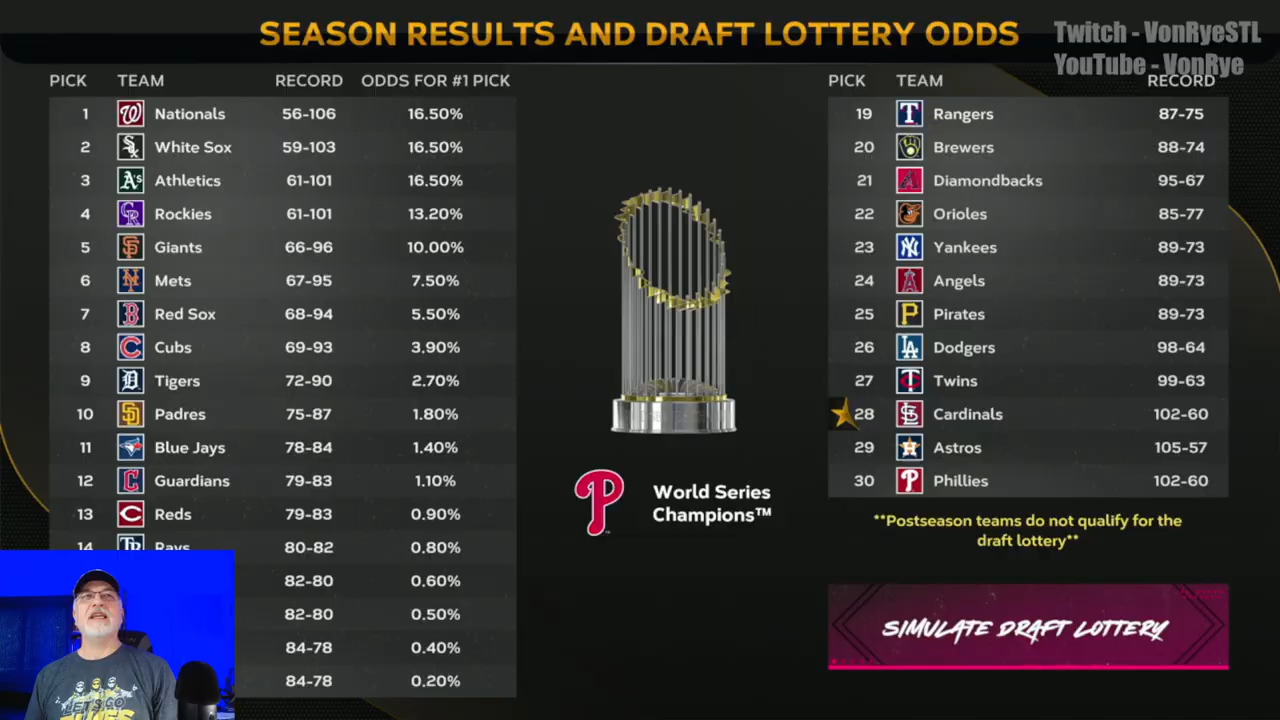 SEASON RESULTS AND DRAFT LOTTERY ODDS
Twitch - VonRyeSTL
YouTube - VonRye
PICK TEAM RECORD ODDS FOR #1 PICK
1 Nationals 56-106 16.50%
2 White Sox 59-103 16.50%
3 Athletics 61-101 16.50%
4 Rockies 61-101 13.20%
5 Giants 66-96 10.00%
6 Mets 67-95 7.50%
7 Red Sox 68-94 5.50%
8 Cubs 69-93 3.90%
9 Tigers 72-90 2.70%
10 Padres 75-87 1.80%
11 Blue Jays 78-84 1.40%
12 Guardians 79-83 1.10%
13 Reds 79-83 0.90%
14 Rays 80-82 0.80%
82-80 0.60%
82-80 0.50%
84-78 0.40%
84-78 0.20%
World Series
Champions™
PICK TEAM RECORD
19 Rangers 87-75
20 Brewers 88-74
21 Diamondbacks 95-67
22 Orioles 85-77
23 Yankees 89-73
24 Angels 89-73
25 Pirates 89-73
26 Dodgers 98-64
27 Twins 99-63
28 Cardinals 102-60
29 Astros 105-57
30 Phillies 102-60
**Postseason teams do not qualify for the
draft lottery**
SIMULATE DRAFT LOTTERY
LET'S GO